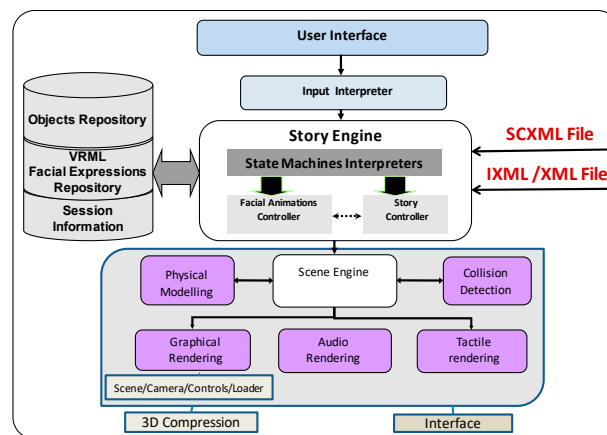 User Interface
Input Interpreter
Objects Repository
VRML
Facial Expressions
Repository
Session
Information
Story Engine
State Machines Interpreters
Facial Animations
Controller
Story
Controller
SCXML File
IXML /XML File
Physical
Modelling
Scene Engine
Collision
Detection
Graphical
Rendering
Audio
Rendering
Tactile
rendering
Scene/Camera/Controls/Loader
3D Compression
Interface